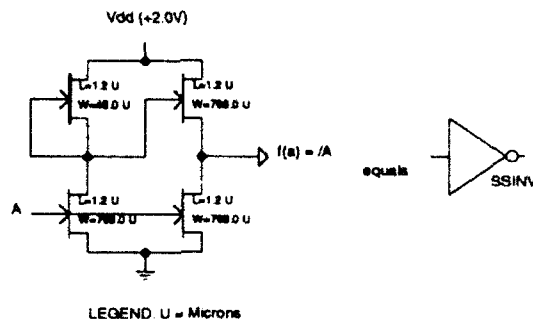 Vdd (+2.0V)
L=1.2 U
L=1.2 U
W=48.0 U
W=768.0 U
f(a) = /A
equals
SSINV
A
L=1.2 U
L=1.2 U
W=768.0 U
W=768.0 U
LEGEND. U = Microns